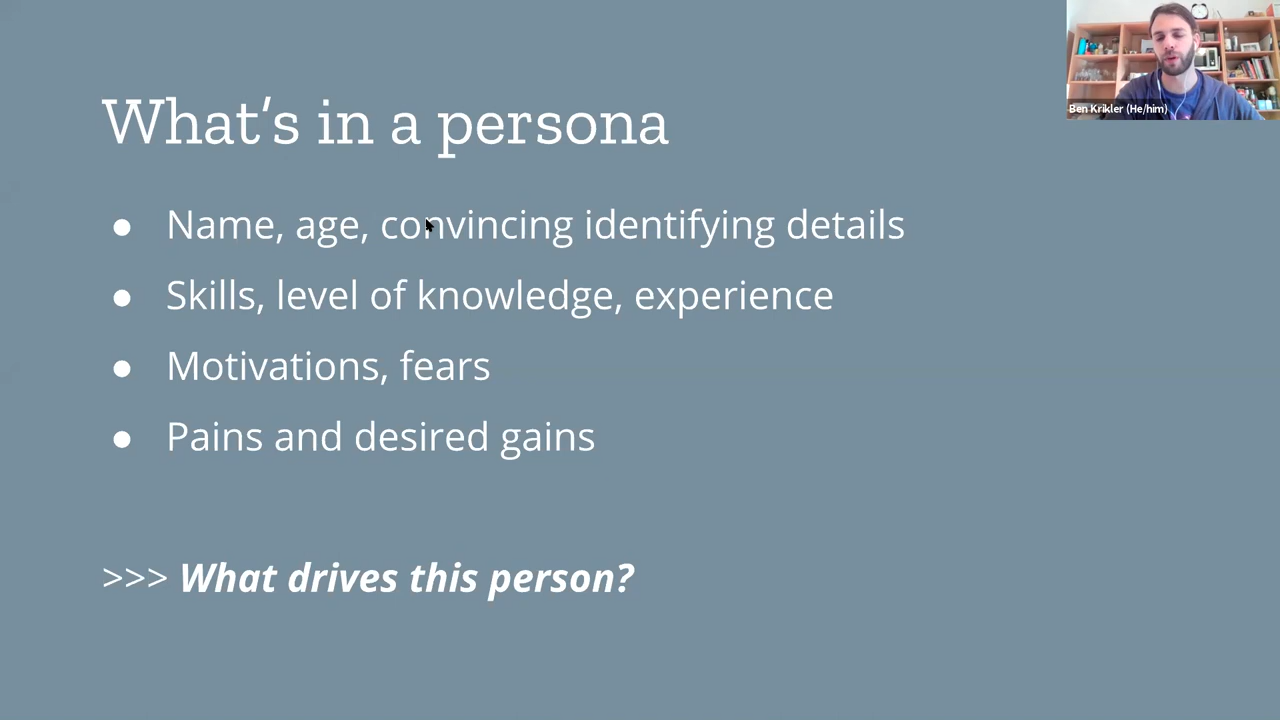 What's in a persona
● Name, age, convincing identifying details
● Skills, level of knowledge, experience
● Motivations, fears
● Pains and desired gains
>>> What drives this person?
Ben Krikler (He/him)